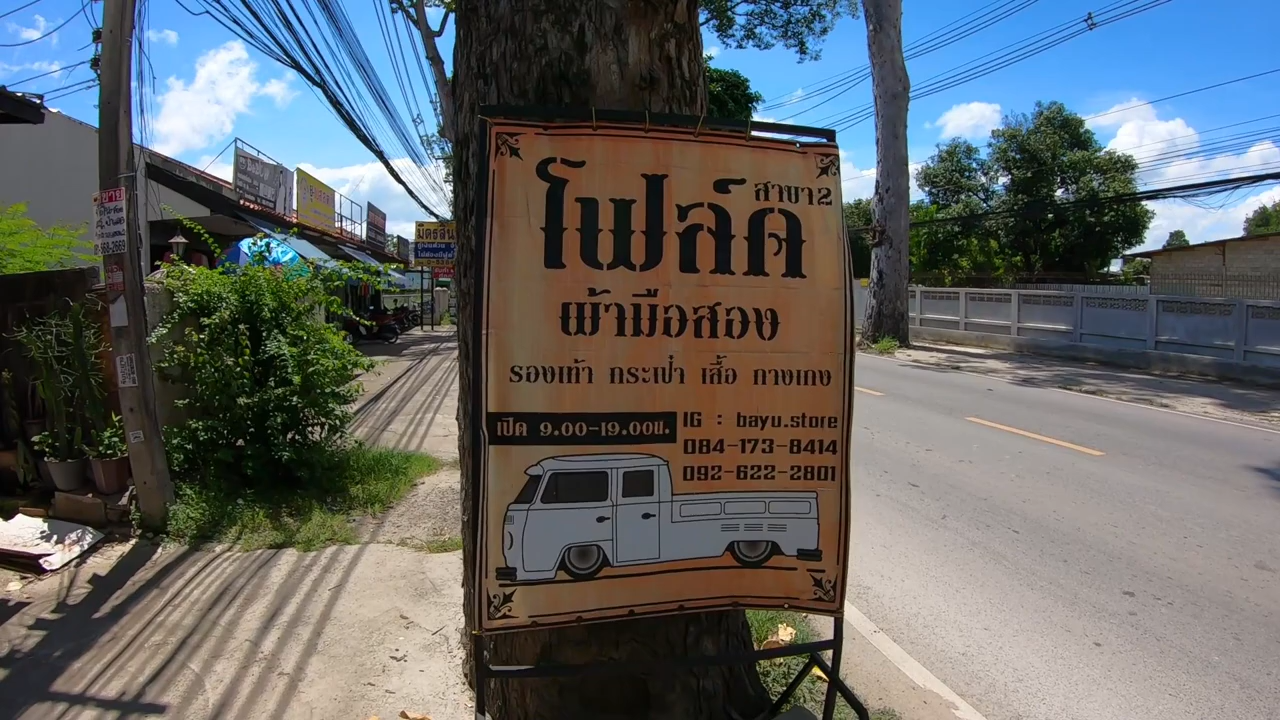 โฟล์ค
สาขา2
ผ้ามือสอง
รองเท้า กระเป๋า เสื้อ กางเกง
เปิด 9.00-19.00น.
IG : bayu.store
084-173-8414
092-622-2801